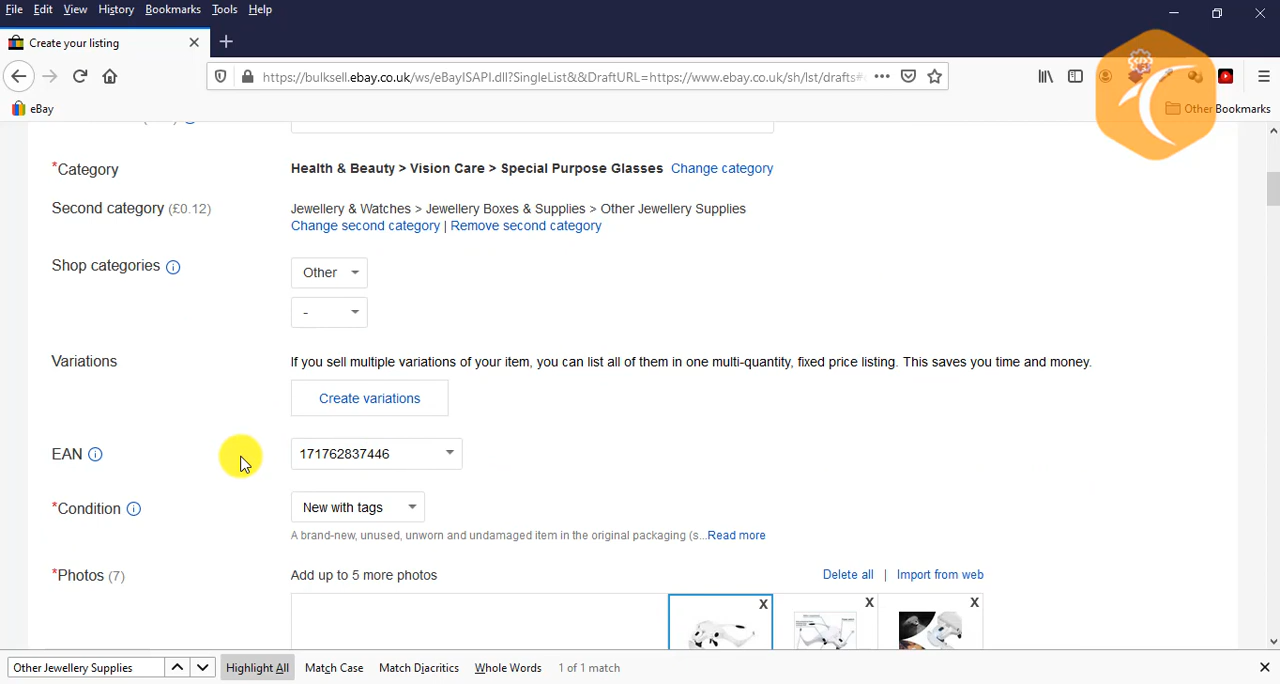 File Edit View History Bookmarks Tools Help
Create your listing
https://bulksell.ebay.co.uk/ws/eBayISAPI.dll?SingleList&&DraftURL=https://www.ebay.co.uk/sh/lst/drafts#
eBay
Other Bookmarks
*Category Health & Beauty > Vision Care > Special Purpose Glasses Change category
Second category (£0.12) Jewellery & Watches > Jewellery Boxes & Supplies > Other Jewellery Supplies
Change second category | Remove second category
Shop categories Other
-
Variations If you sell multiple variations of your item, you can list all of them in one multi-quantity, fixed price listing. This saves you time and money.
Create variations
EAN 171762837446
*Condition New with tags
A brand-new, unused, unworn and undamaged item in the original packaging (s...Read more
*Photos (7) Add up to 5 more photos Delete all | Import from web
X X X
Other Jewellery Supplies Highlight All Match Case Match Diacritics Whole Words 1 of 1 match